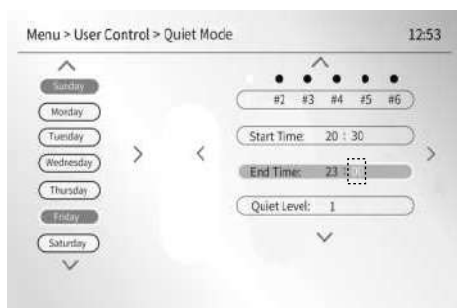 Menu > User Control > Quiet Mode
12:53
Sunday
Monday
Tuesday
Wednesday
Thursday
Friday
Saturday
#2 #3 #4 #5 #6
Start Time: 20 : 30
End Time: 23 :
Quiet Level: 1